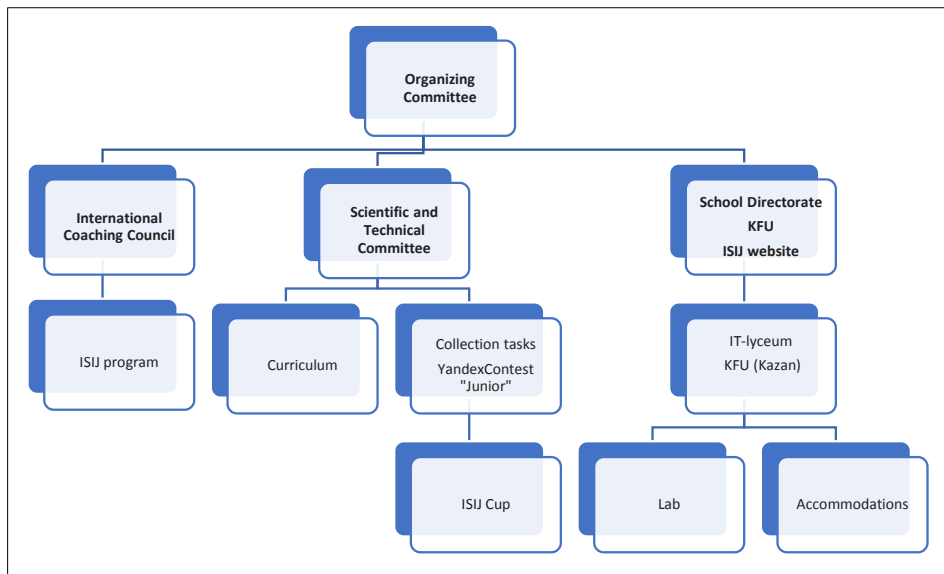 Organizing
Committee
International
Coaching Council
Scientific and
Technical
Committee
School Directorate
KFU
ISIJ website
ISIJ program
Curriculum
Collection tasks
YandexContest
"Junior"
IT-lyceum
KFU (Kazan)
ISIJ Cup
Lab
Accommodations